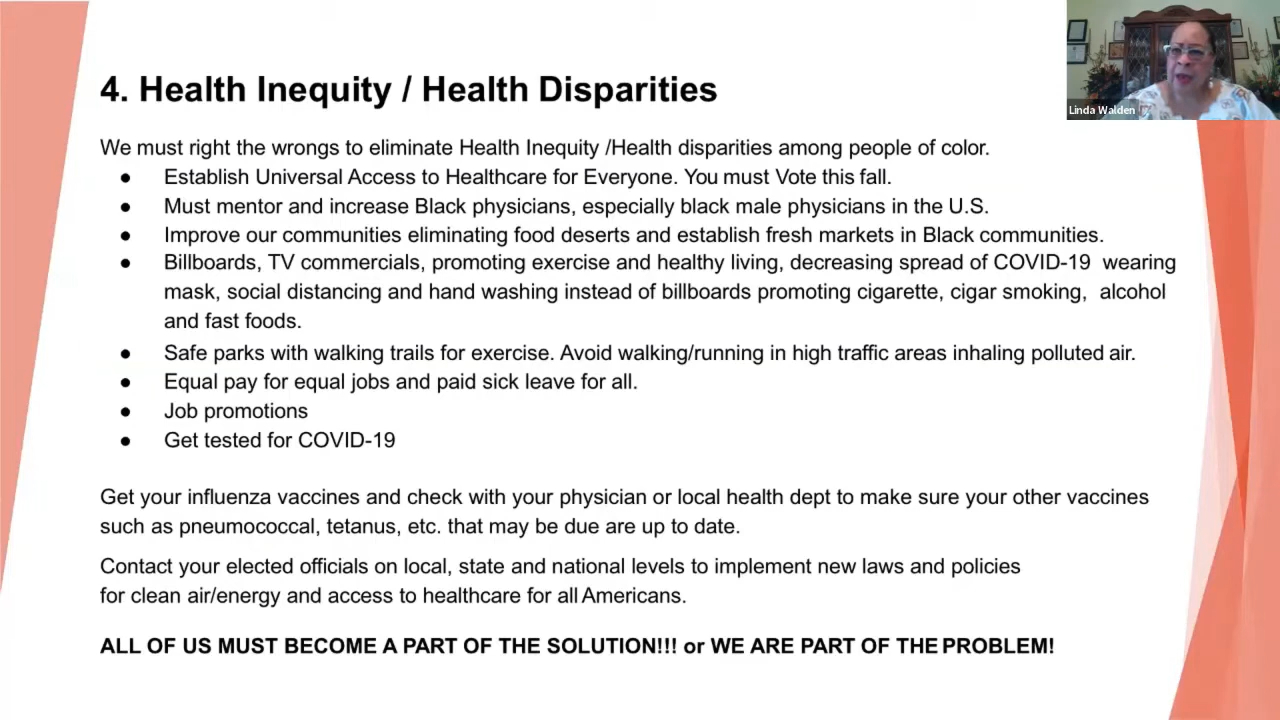 4. Health Inequity / Health Disparities
Linda Walden
We must right the wrongs to eliminate Health Inequity /Health disparities among people of color.
● Establish Universal Access to Healthcare for Everyone. You must Vote this fall.
● Must mentor and increase Black physicians, especially black male physicians in the U.S.
● Improve our communities eliminating food deserts and establish fresh markets in Black communities.
● Billboards, TV commercials, promoting exercise and healthy living, decreasing spread of COVID-19 wearing
mask, social distancing and hand washing instead of billboards promoting cigarette, cigar smoking, alcohol
and fast foods.
● Safe parks with walking trails for exercise. Avoid walking/running in high traffic areas inhaling polluted air.
● Equal pay for equal jobs and paid sick leave for all.
● Job promotions
● Get tested for COVID-19
Get your influenza vaccines and check with your physician or local health dept to make sure your other vaccines
such as pneumococcal, tetanus, etc. that may be due are up to date.
Contact your elected officials on local, state and national levels to implement new laws and policies
for clean air/energy and access to healthcare for all Americans.
ALL OF US MUST BECOME A PART OF THE SOLUTION!!! or WE ARE PART OF THE PROBLEM!